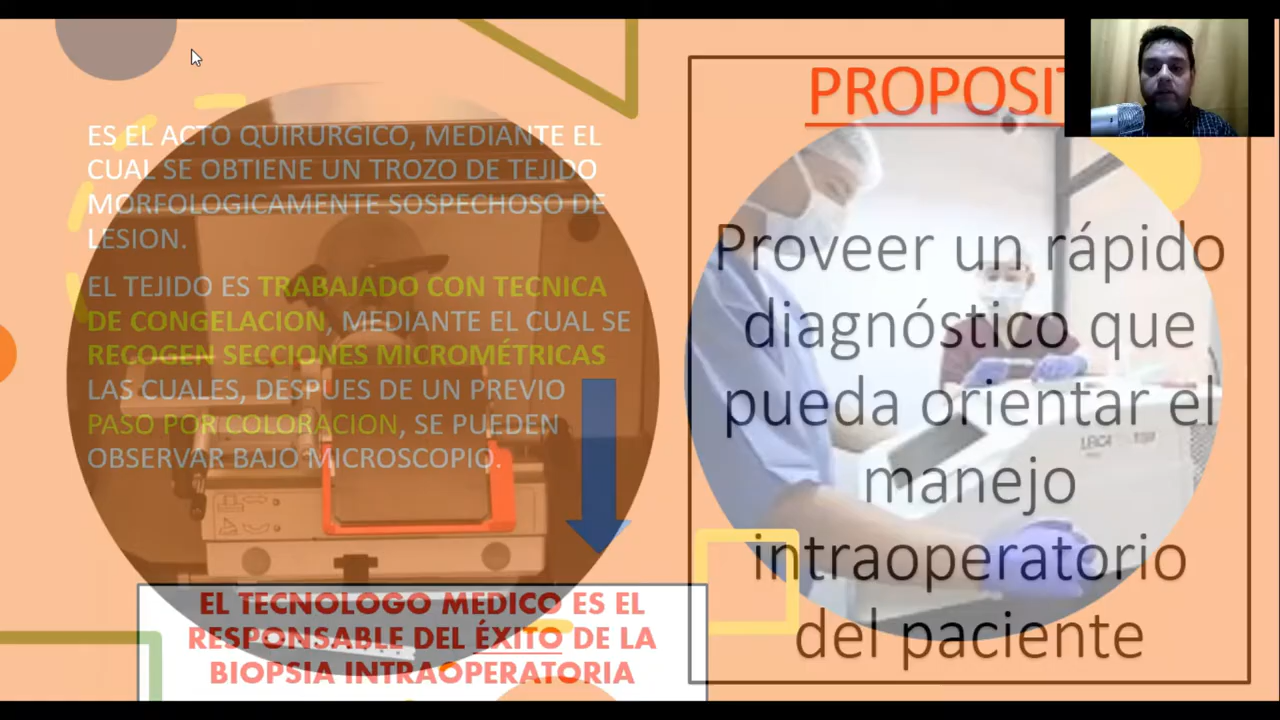 ES EL ACTO QUIRURGICO, MEDIANTE EL
CUAL SE OBTIENE UN TROZO DE TEJIDO
MORFOLOGICAMENTE SOSPECHOSO DE
LESION.
EL TEJIDO ES TRABAJADO CON TECNICA
DE CONGELACION, MEDIANTE EL CUAL SE
RECOGEN SECCIONES MICROMÉTRICAS
LAS CUALES, DESPUES DE UN PREVIO
PASO POR COLORACION, SE PUEDEN
OBSERVAR BAJO MICROSCOPIO.
EL TECNOLOGO MEDICO ES EL
RESPONSABLE DEL ÉXITO DE LA
BIOPSIA INTRAOPERATORIA
PROPOSIT
Proveer un rápido
diagnóstico que
pueda orientar el
manejo
intraoperatorio
del paciente
LEICA